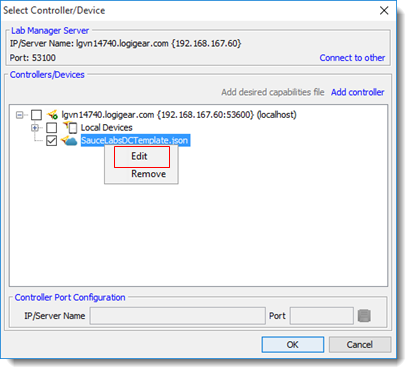 Select Controller/Device
Lab Manager Server
IP/Server Name: lgvn14740.logigear.com {192.168.167.60}
Port: 53100
Connect to other
Controllers/Devices
Add desired capabilities file Add controller
lgvn14740.logigear.com {192.168.167.60:53600} (localhost)
Local Devices
SauceLabsDCTemplate.json
Edit
Remove
Controller Port Configuration
IP/Server Name
Port
OK
Cancel